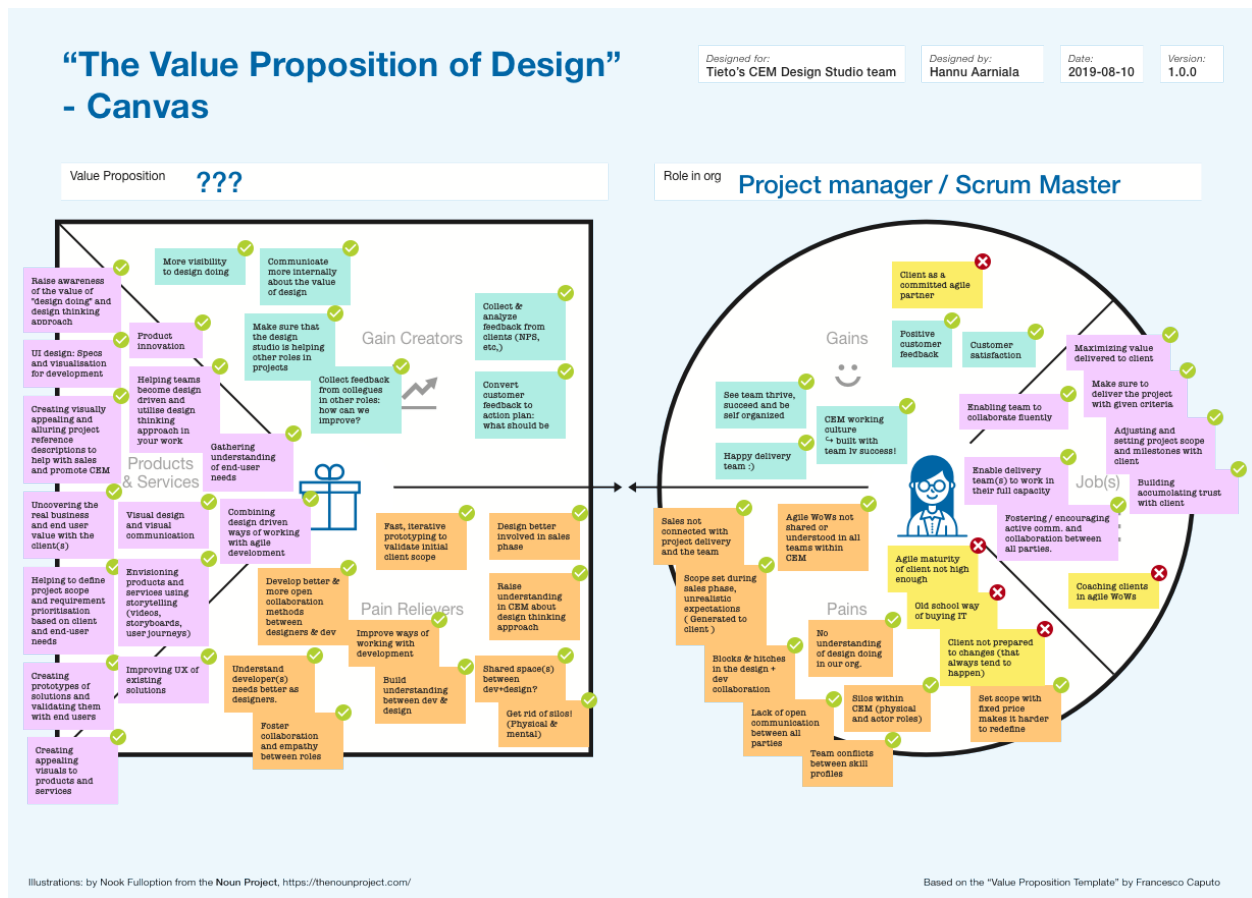 “The Value Proposition of Design”
- Canvas
Designed for:
Tieto’s CEM Design Studio team
Designed by:
Hannu Aarniala
Date:
2019-08-10
Version:
1.0.0
Value Proposition
???
Role in org
Project manager / Scrum Master
Raise awareness
of the value of
"design doing" and
design thinking
approach
More visibility
to design doing
Communicate
more internally
about the value
of design
Product
innovation
Make sure that
the design
studio is helping
other roles in
projects
Gain Creators
Collect &
analyze
feedback from
clients (NPS,
etc,)
UI design: Specs
and visualisation
for development
Helping teams
become design
driven and
utilise design
thinking
approach in
your work
Collect feedback
from collegues
in other roles:
how can we
improve?
Convert
customer
feedback to
action plan:
what should be
Creating visually
appealing and
alluring project
reference
descriptions to
help with sales
and promote CEM
Gathering
understanding
of end-user
needs
Products
& Services
Uncovering the
real business
and end user
value with the
client(s)
Visual design
and visual
communication
Combining
design driven
ways of working
with agile
development
Fast, iterative
prototyping to
validate initial
client scope
Design better
involved in sales
phase
Helping to define
project scope
and requirement
prioritisation
based on client
and end-user
needs
Envisioning
products and
services using
storytelling
(videos,
storyboards,
user journeys)
Develop better &
more open
collaboration
methods
between
designers & dev
Pain Relievers
Raise
understanding
in CEM about
design thinking
approach
Improve ways of
working with
development
Creating
prototypes of
solutions and
validating them
with end users
Improving UX of
existing
solutions
Understand
developer(s)
needs better as
designers.
Build
understanding
between dev &
design
Shared space(s)
between
dev+design?
Foster
collaboration
and empathy
between roles
Get rid of silos!
(Physical &
mental)
Creating
appealing
visuals to
products and
services
Client as a
committed agile
partner
Gains
Positive
customer
feedback
Customer
satisfaction
Maximizing value
delivered to client
See team thrive,
succeed and be
self organized
CEM working
culture
↪ built with
team lv success!
Enabling team to
collaborate fluently
Make sure to
deliver the project
with given criteria
Happy delivery
team :)
Adjusting and
setting project scope
and milestones with
client
Enable delivery
team(s) to work in
their full capacity
Job(s)
Building
accumolating trust
with client
Fostering / encouraging
active comm. and
collaboration between
all parties.
Sales not
connected with
project delivery
and the team
Agile WoWs not
shared or
understood in all
teams within
CEM
Agile maturity
of client not high
enough
Coaching clients
in agile WoWs
Scope set during
sales phase,
unrealistic
expectations
( Generated to
client )
Pains
Old school way
of buying IT
No
understanding
of design doing
in our org.
Client not prepared
to changes (that
always tend to
happen)
Blocks & hitches
in the design +
dev
collaboration
Silos within
CEM (physical
and actor roles)
Set scope with
fixed price
makes it harder
to redefine
Lack of open
communication
between all
parties
Team conflicts
between skill
profiles
Illustrations: by Nook Fulloption from the Noun Project, https://thenounproject.com/
Based on the “Value Proposition Template” by Francesco Caputo